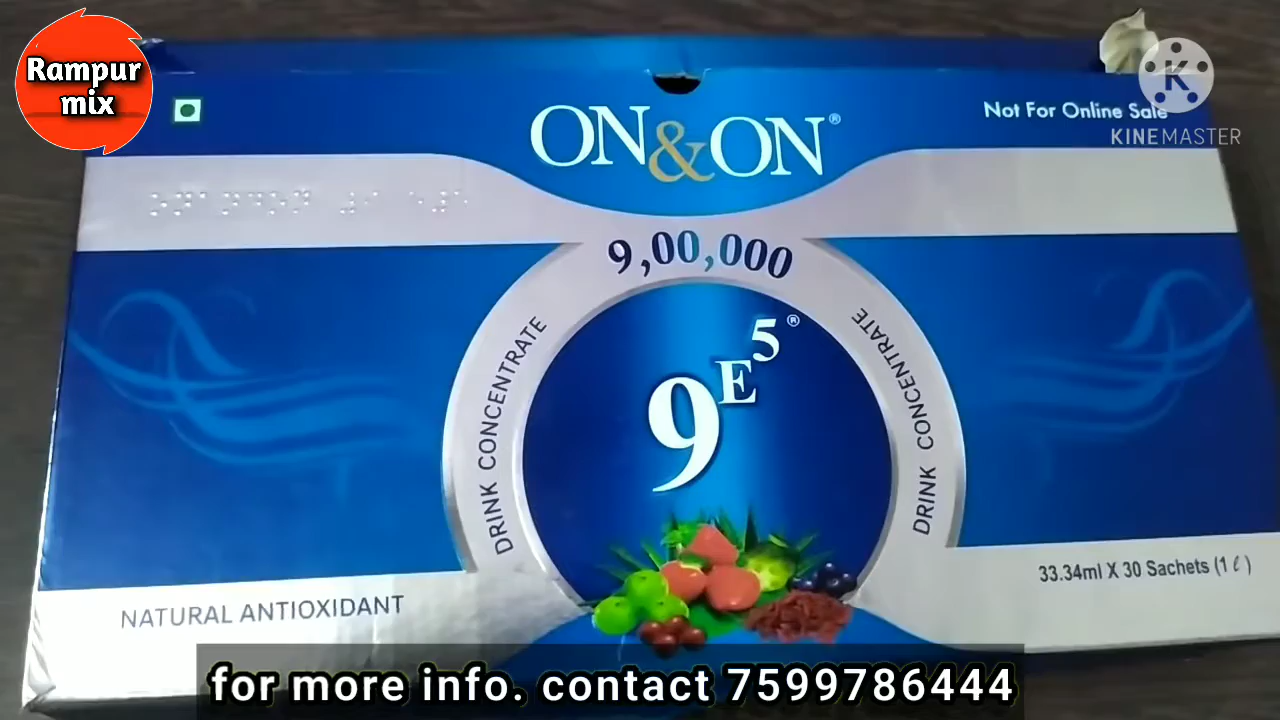 Rampur
mix
Not For Online Sale
K
KINEMASTER
ON&ON®
9,00,000
DRINK CONCENTRATE
9E5®
DRINK CONCENTRATE
33.34ml X 30 Sachets (1 ℓ)
NATURAL ANTIOXIDANT
for more info. contact 7599786444